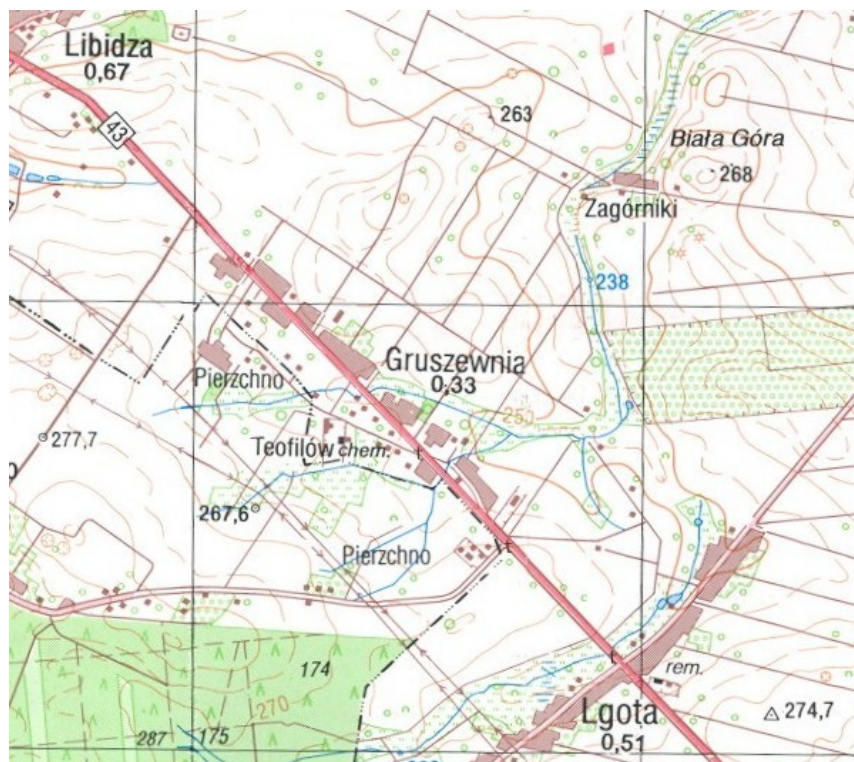 Libidza
0,67
43
263
Biała Góra
268
Zagórniki
238
Gruszewnia
0,33
Pierzchno
250
277,7
Teofilów chem.
267,6
Pierzchno
174
rem.
270
Lgota
0,51
274,7
287
175